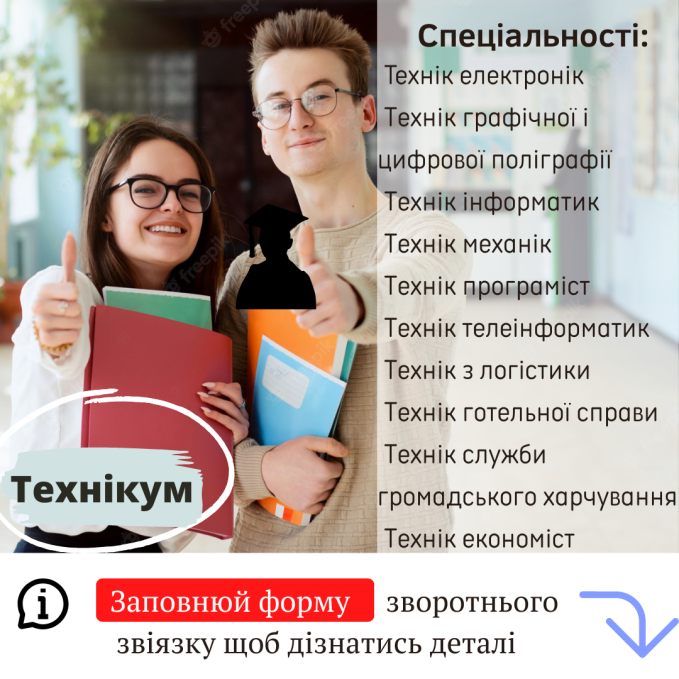 Спеціальності:
Технік електронік
Технік графічної і
цифрової поліграфії
Технік інформатик
Технік механік
Технік програміст
Технік телеінформатик
Технік з логістики
Технік готельної справи
Технік служби
громадського харчування
Технік економіст
Технікум
Заповнюй форму зворотнього
звіязку щоб дізнатись деталі